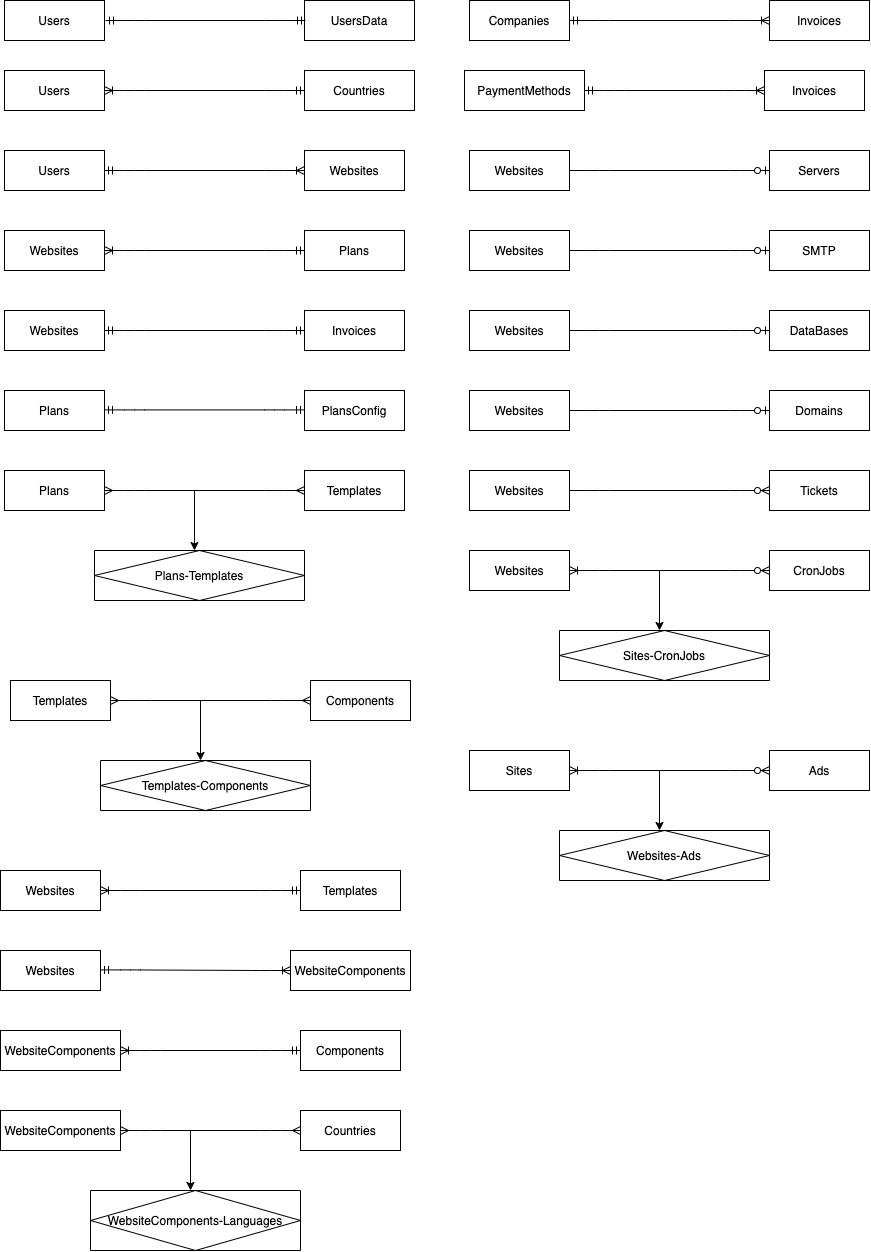 Users
UsersData
Users
Countries
Users
Websites
Websites
Plans
Websites
Invoices
Plans
PlansConfig
Plans
Templates
Plans-Templates
Templates
Components
Templates-Components
Websites
Templates
Websites
WebsiteComponents
WebsiteComponents
Components
WebsiteComponents
Countries
WebsiteComponents-Languages
Companies
Invoices
PaymentMethods
Invoices
Websites
Servers
Websites
SMTP
Websites
DataBases
Websites
Domains
Websites
Tickets
Websites
CronJobs
Sites-CronJobs
Sites
Ads
Websites-Ads